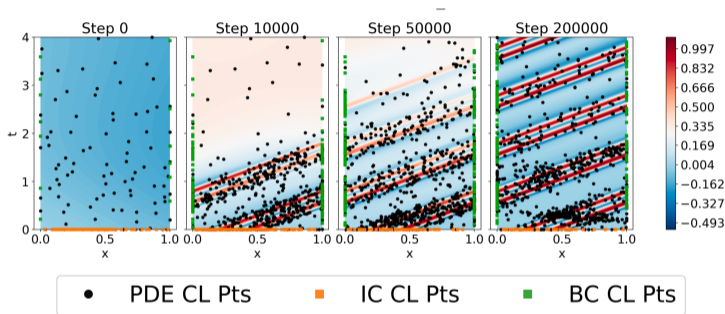 Step 0 Step 10000 Step 50000 Step 200000
4 0.997
0.832
3 0.666
0.500
t 2 0.335
0.169
1 0.004
−0.162
−0.327
0 −0.493
0.0 0.5 1.0 0.0 0.5 1.0 0.0 0.5 1.0 0.0 0.5 1.0
x x x x
PDE CL Pts IC CL Pts BC CL Pts